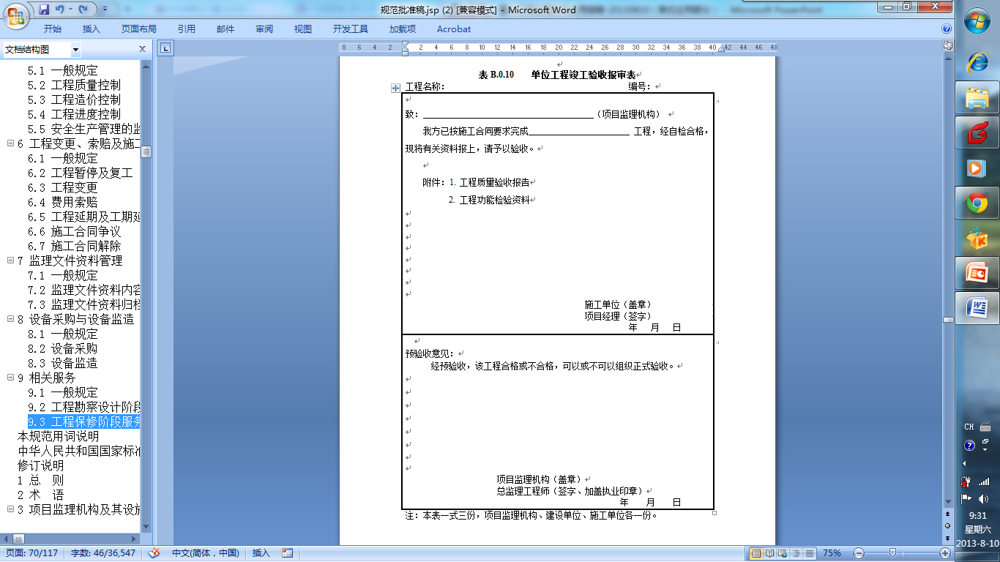 规范批准稿.jsp (2) [兼容模式] - Microsoft Word
开始 插入 页面布局 引用 邮件 审阅 视图 开发工具 加载项 Acrobat
文档结构图
5.1 一般规定
5.2 工程质量控制
5.3 工程造价控制
5.4 工程进度控制
5.5 安全生产管理的监
6 工程变更、索赔及施工
6.1 一般规定
6.2 工程暂停及复工
6.3 工程变更
6.4 费用索赔
6.5 工程延期及工期延
6.6 施工合同争议
6.7 施工合同解除
7 监理文件资料管理
7.1 一般规定
7.2 监理文件资料内容
7.3 监理文件资料归档
8 设备采购与设备监造
8.1 一般规定
8.2 设备采购
8.3 设备监造
9 相关服务
9.1 一般规定
9.2 工程勘察设计阶段
9.3 工程保修阶段服务
本规范用词说明
中华人民共和国国家标准
修订说明
1 总 则
2 术 语
3 项目监理机构及其设施
8 6 4 2 2 4 6 8 10 12 14 16 18 20 22 24 26 28 30 32 34 36 38 40 42 44 46 48
表 B.0.10 单位工程竣工验收报审表
工程名称： 编号：
致：（项目监理机构）
我方已按施工合同要求完成 工程，经自检合格，
现将有关资料报上，请予以验收。
附件：1. 工程质量验收报告
2. 工程功能检验资料
施工单位（盖章）
项目经理（签字）
年 月 日
预验收意见：
经预验收，该工程合格或不合格，可以或不可以组织正式验收。
项目监理机构（盖章）
总监理工程师（签字、加盖执业印章）
年 月 日
注：本表一式三份，项目监理机构、建设单位、施工单位各一份。
页面: 70/117 字数: 46/36,547 中文(简体，中国) 插入 75%
CH
9:31
星期六
2013-8-10